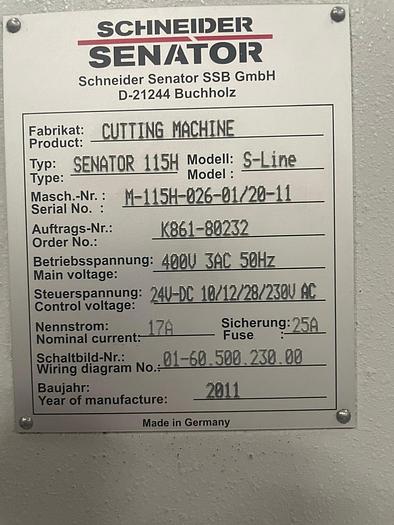 SCHNEIDER
SENATOR
Schneider Senator SSB GmbH
D-21244 Buchholz
Fabrikat: CUTTING MACHINE
Product:
Typ: SENATOR 115H Modell: S-Line
Type: Model :
Masch.-Nr.: M-115H-026-01/20-11
Serial No. :
Auftrags-Nr.: K861-80232
Order No.:
Betriebsspannung: 400V 3AC 50Hz
Main voltage:
Steuerspannung: 24V-DC 10/12/28/230V AC
Control voltage:
Nennstrom: 17A Sicherung: 25A
Nominal current: Fuse :
Schaltbild-Nr.: 01-60.500.230.00
Wiring diagram No.:
Baujahr: 2011
Year of manufacture:
Made in Germany